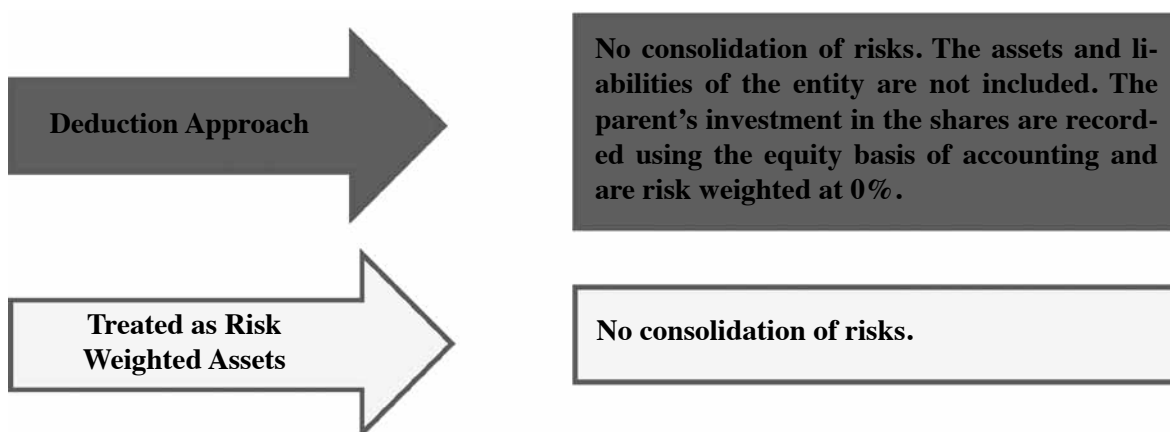 Deduction Approach
No consolidation of risks. The assets and li-
abilities of the entity are not included. The
parent’s investment in the shares are record-
ed using the equity basis of accounting and
are risk weighted at 0%.
Treated as Risk
Weighted Assets
No consolidation of risks.